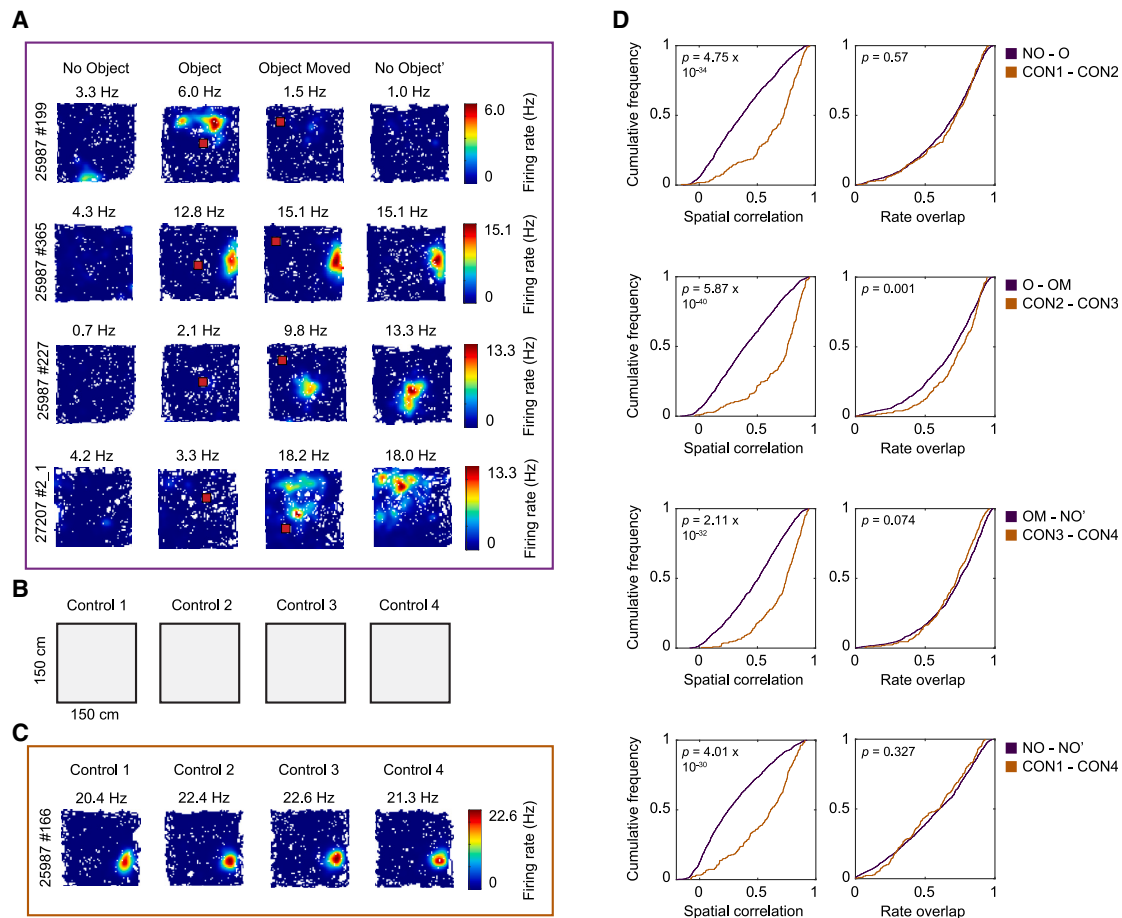 A
No Object Object Object Moved No Object'
3.3 Hz 6.0 Hz 1.5 Hz 1.0 Hz
25987 #199
6.0
0
Firing rate (Hz)
4.3 Hz 12.8 Hz 15.1 Hz 15.1 Hz
25987 #365
15.1
0
Firing rate (Hz)
0.7 Hz 2.1 Hz 9.8 Hz 13.3 Hz
25987 #227
13.3
0
Firing rate (Hz)
4.2 Hz 3.3 Hz 18.2 Hz 18.0 Hz
27207 #2_1
13.3
0
Firing rate (Hz)
B
Control 1 Control 2 Control 3 Control 4
150 cm
150 cm
C
Control 1 Control 2 Control 3 Control 4
20.4 Hz 22.4 Hz 22.6 Hz 21.3 Hz
25987 #166
22.6
0
Firing rate (Hz)
D
Cumulative frequency
1
0.5
0
p = 4.75 x
10-34
0 0.5 1
Spatial correlation
1
0.5
0
p = 0.57
0 0.5 1
Rate overlap
NO - O
CON1 - CON2
Cumulative frequency
1
0.5
0
p = 5.87 x
10-40
0 0.5 1
Spatial correlation
1
0.5
0
p = 0.001
0 0.5 1
Rate overlap
O - OM
CON2 - CON3
Cumulative frequency
1
0.5
0
p = 2.11 x
10-32
0 0.5 1
Spatial correlation
1
0.5
0
p = 0.074
0 0.5 1
Rate overlap
OM - NO'
CON3 - CON4
Cumulative frequency
1
0.5
0
p = 4.01 x
10-30
0 0.5 1
Spatial correlation
1
0.5
0
p = 0.327
0 0.5 1
Rate overlap
NO - NO'
CON1 - CON4